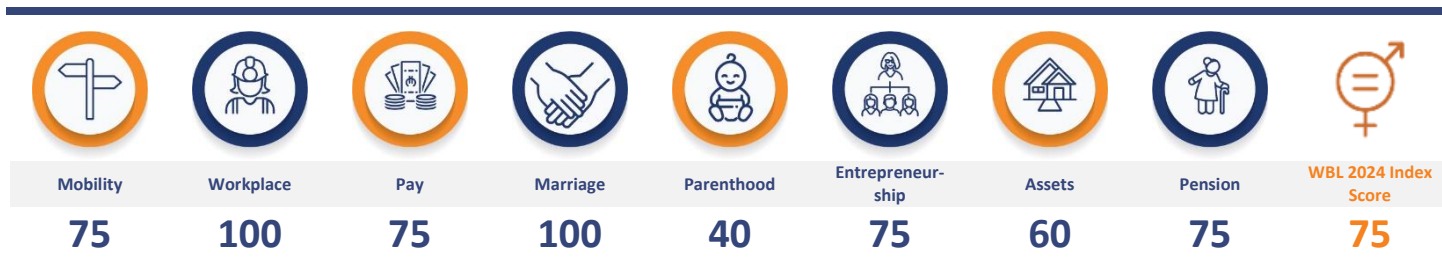 Mobility
Workplace
Pay
Marriage
Parenthood
Entrepreneur-
ship
Assets
Pension
WBL 2024 Index
Score
75
100
75
100
40
75
60
75
75